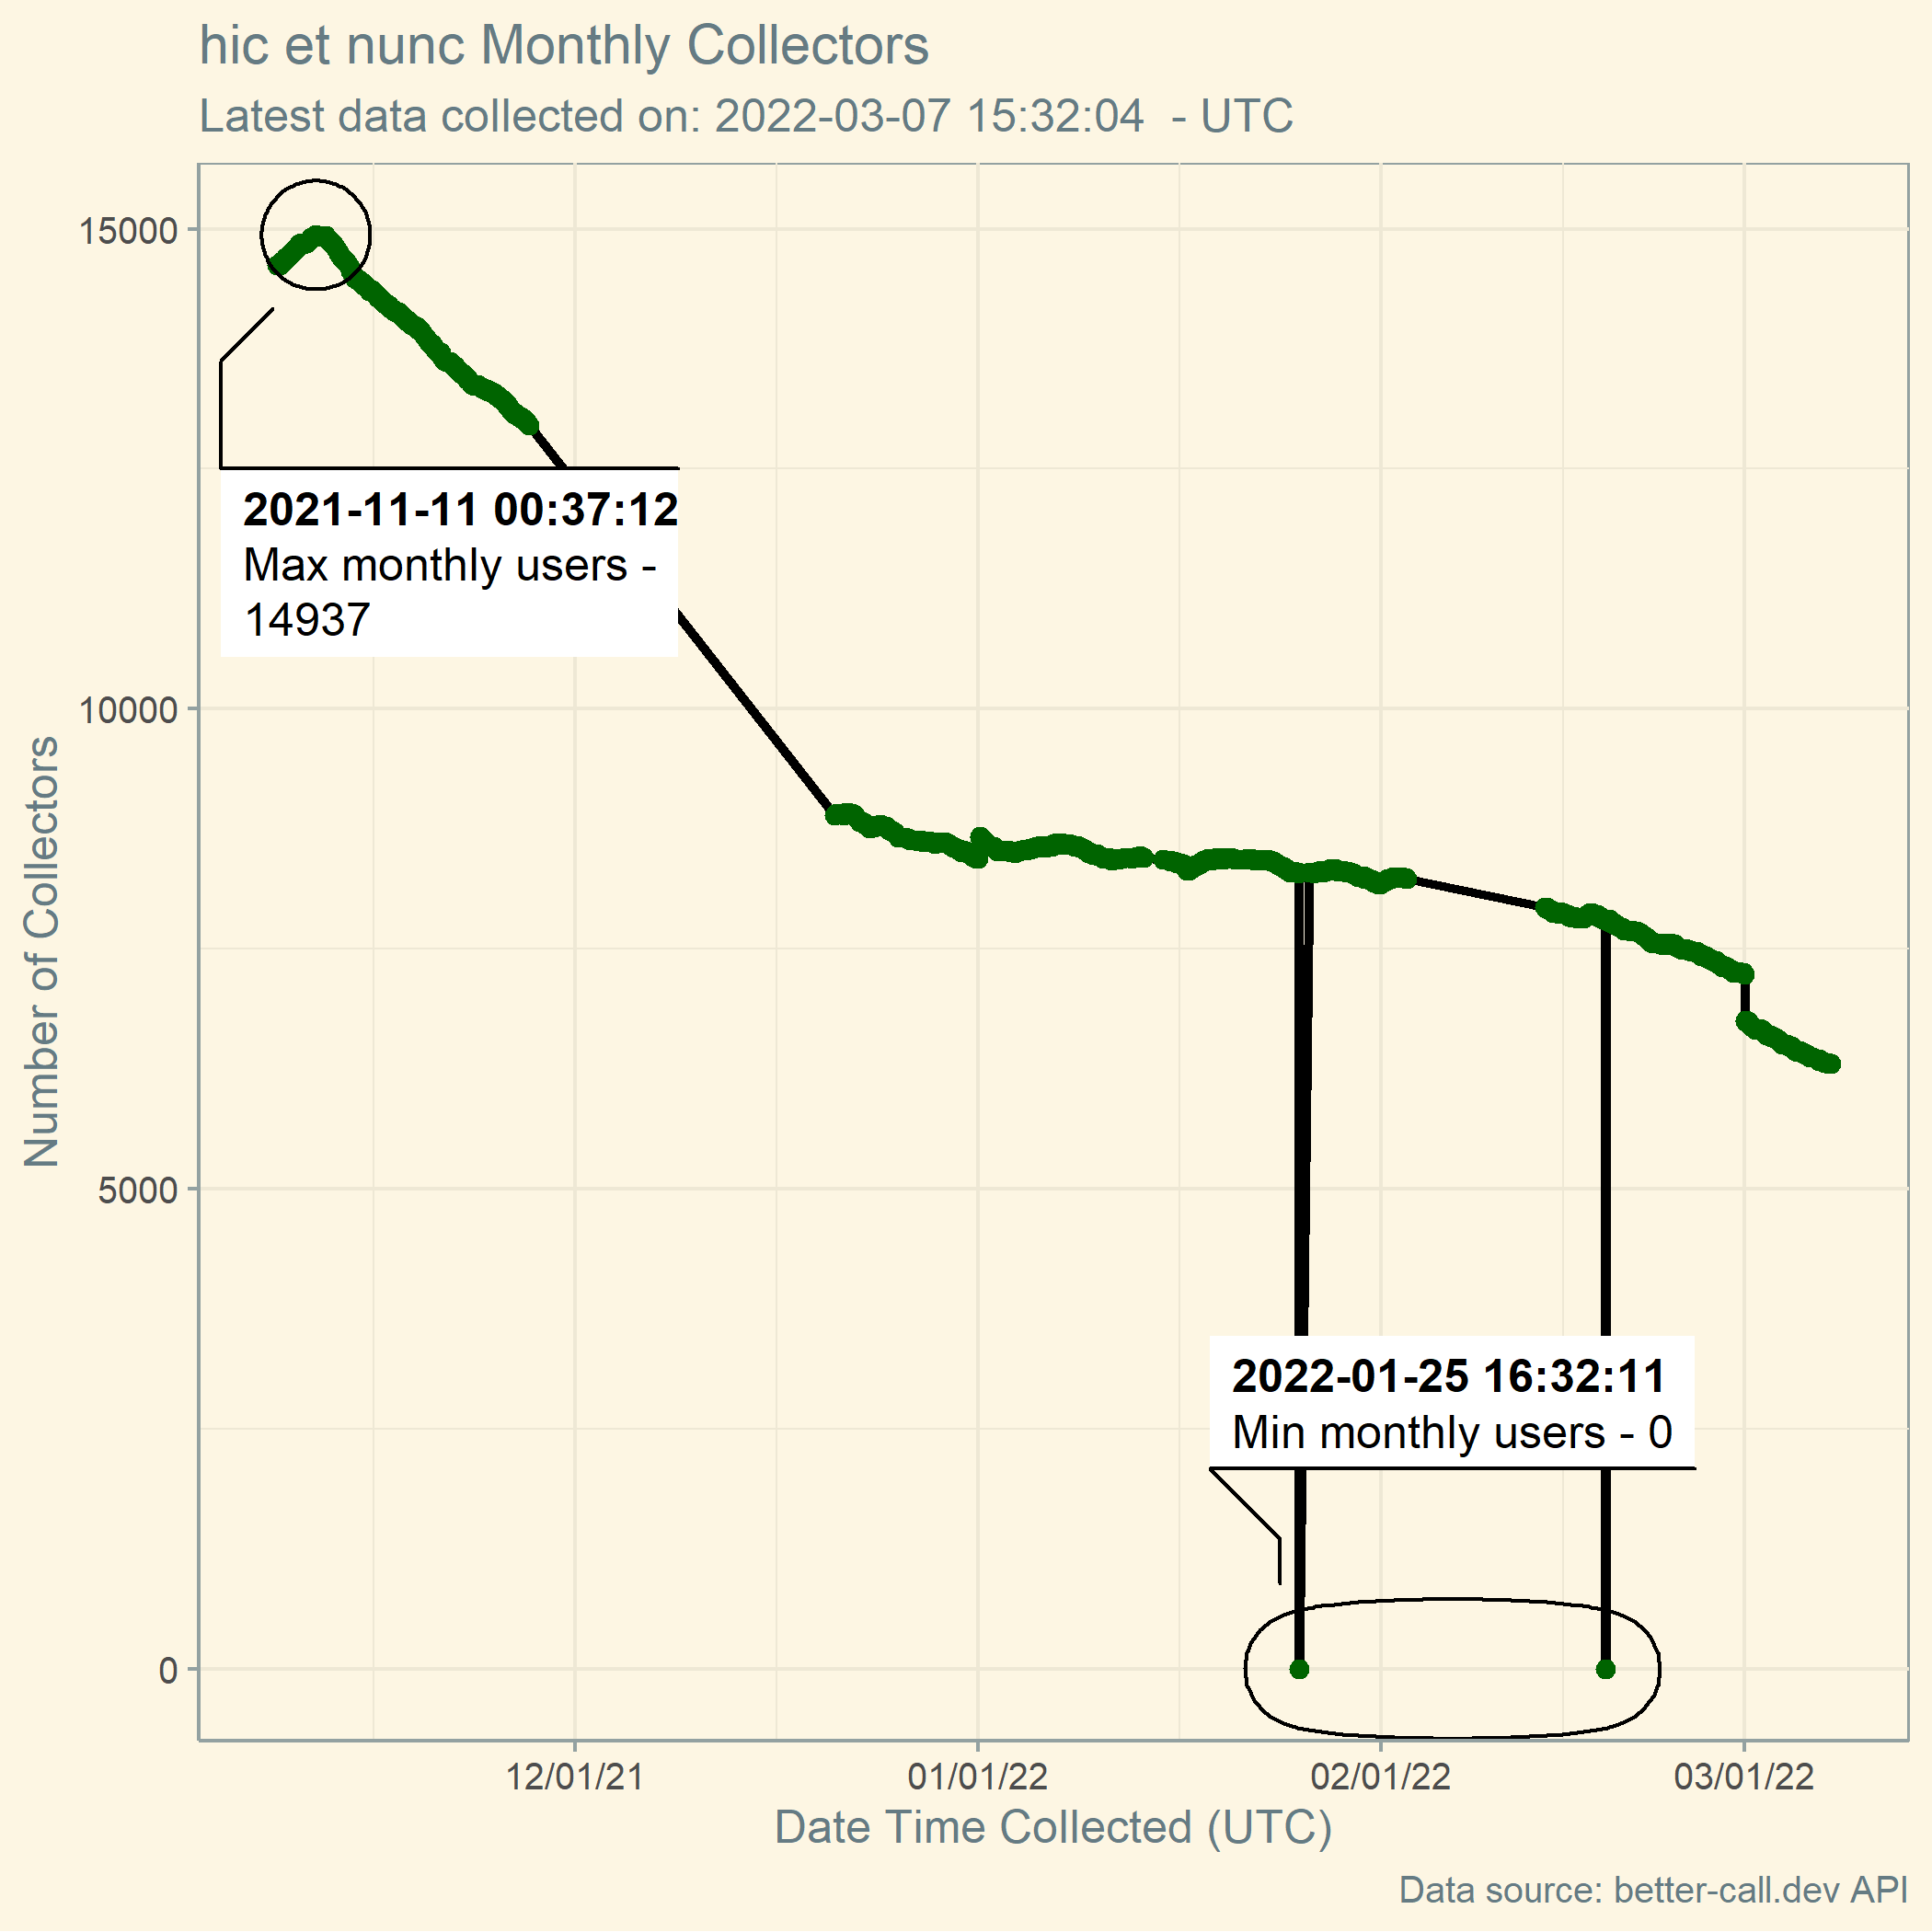 hic et nunc Monthly Collectors
Latest data collected on: 2022-03-07 15:32:04  - UTC
15000
10000
5000
0
Number of Collectors
2021-11-11 00:37:12
Max monthly users -
14937
2022-01-25 16:32:11
Min monthly users - 0
12/01/21
01/01/22
02/01/22
03/01/22
Date Time Collected (UTC)
Data source: better-call.dev API